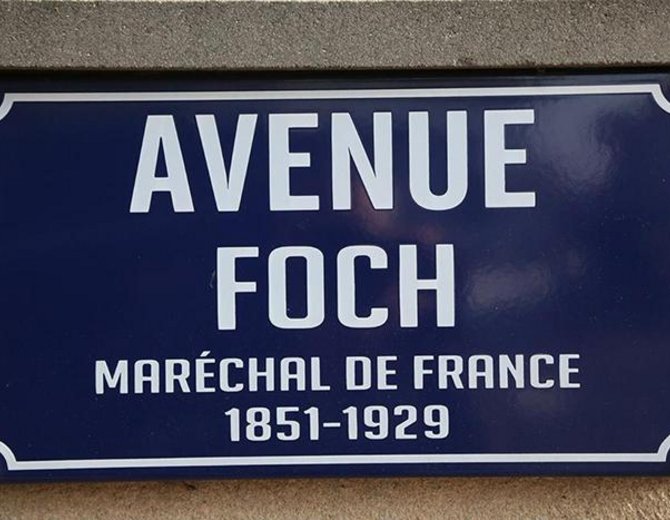 AVENUE
FOCH
MARÉCHAL DE FRANCE
1851-1929